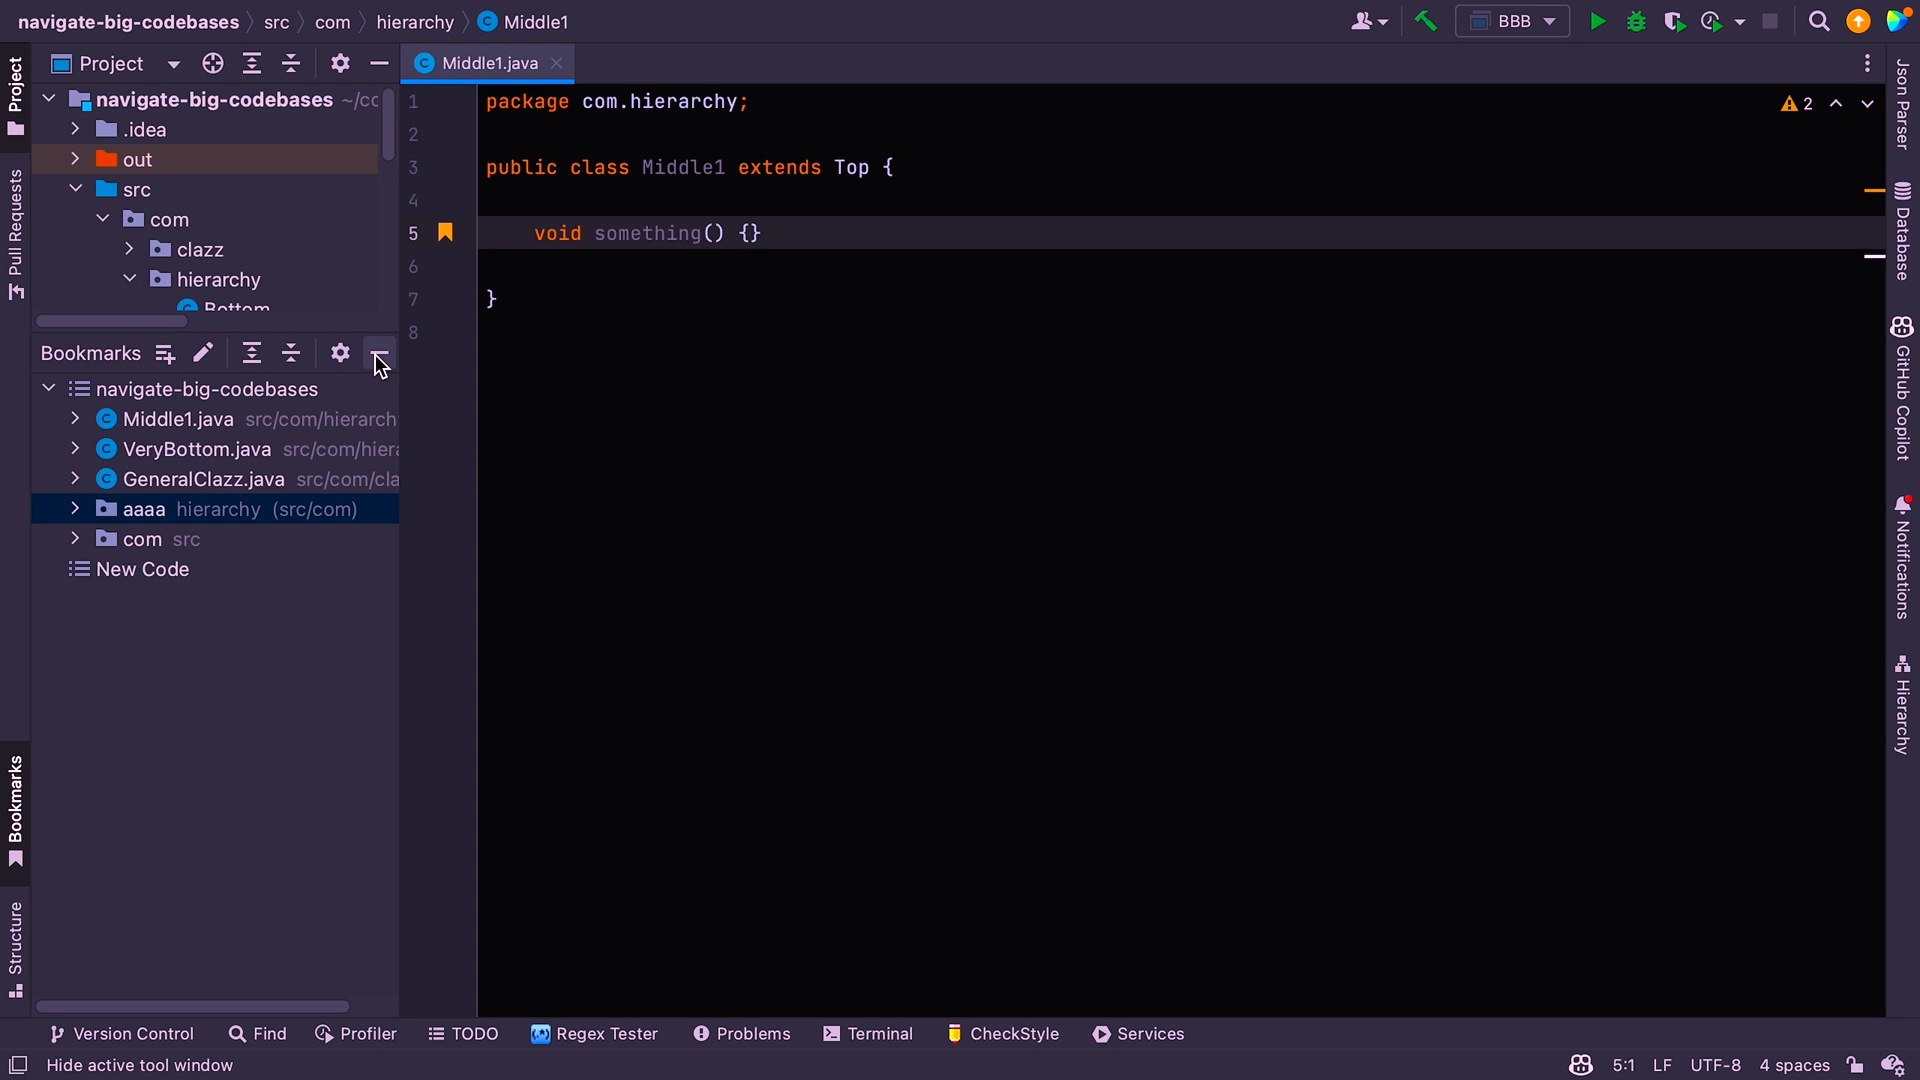 navigate-big-codebases src com hierarchy Middle1
BBB
Project
Middle1.java
navigate-big-codebases ~/cc
.idea
out
src
com
clazz
hierarchy
Bottom
1 package com.hierarchy;
2
3 public class Middle1 extends Top {
4
5 void something() {}
6
7 }
8
2
Bookmarks
navigate-big-codebases
Middle1.java src/com/hierarch
VeryBottom.java src/com/hiera
GeneralClazz.java src/com/cla
aaaa hierarchy (src/com)
com src
New Code
Project
Pull Requests
Bookmarks
Structure
Json Parser
Database
GitHub Copilot
Notifications
Hierarchy
Version Control Find Profiler TODO Regex Tester Problems Terminal CheckStyle Services
Hide active tool window 5:1 LF UTF-8 4 spaces